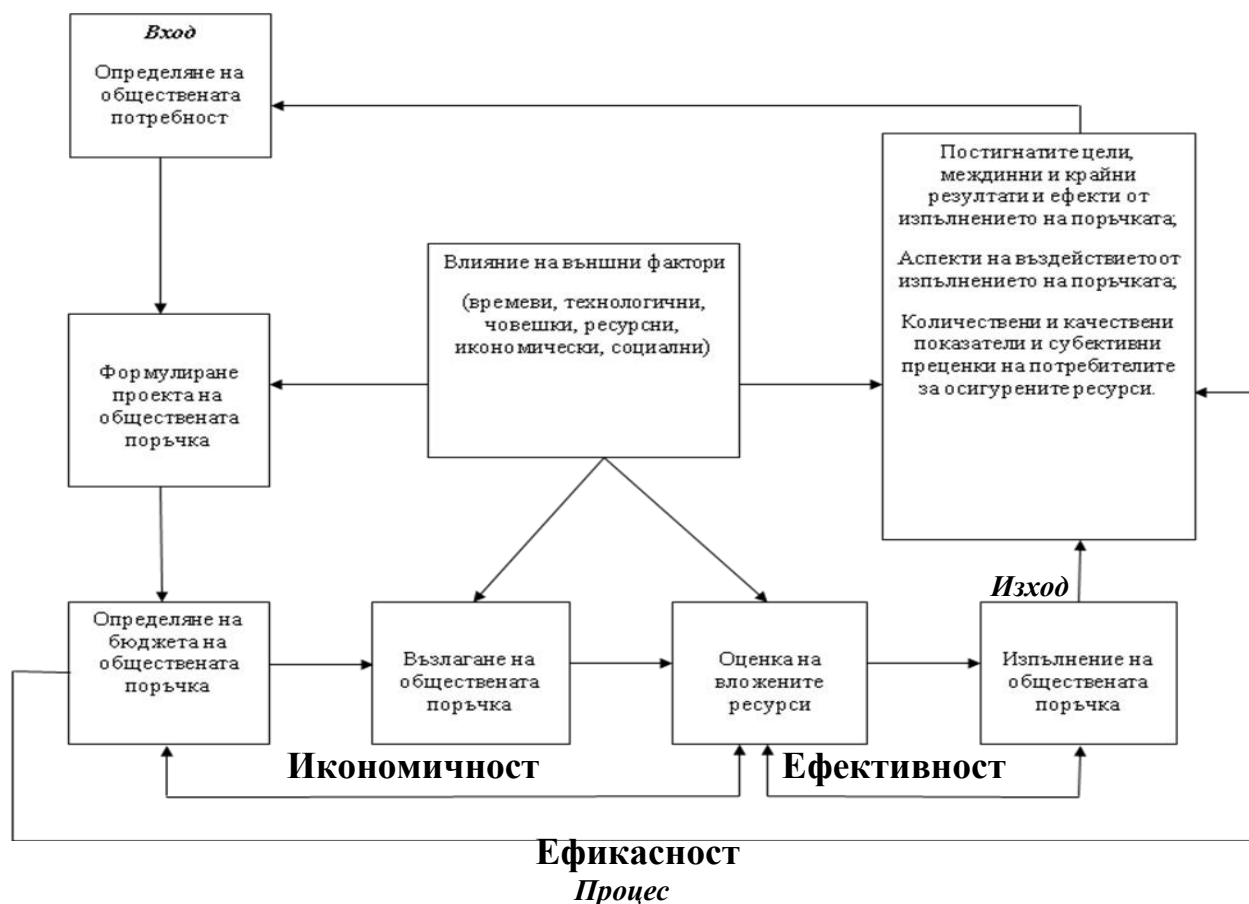 Вход
Определяне на
обществената
потребност
Постигнатите цели,
междинни и крайни
резултати и ефекти от
изпълнението на поръчката;
Аспекти на въздействието от
изпълнението на поръчката;
Количествени и качествени
показатели и субективни
преценки на потребителите
за осигурените ресурси.
Влияние на външни фактори
(времеви, технологични,
човешки, ресурсни,
икономически, социални)
Формулиране
проекта на
обществената
поръчка
Изход
Определяне на
бюджета на
обществената
поръчка
Възлагане на
обществената
поръчка
Оценка на
вложените
ресурси
Изпълнение на
обществената
поръчка
Икономичност
Ефективност
Ефикасност
Процес